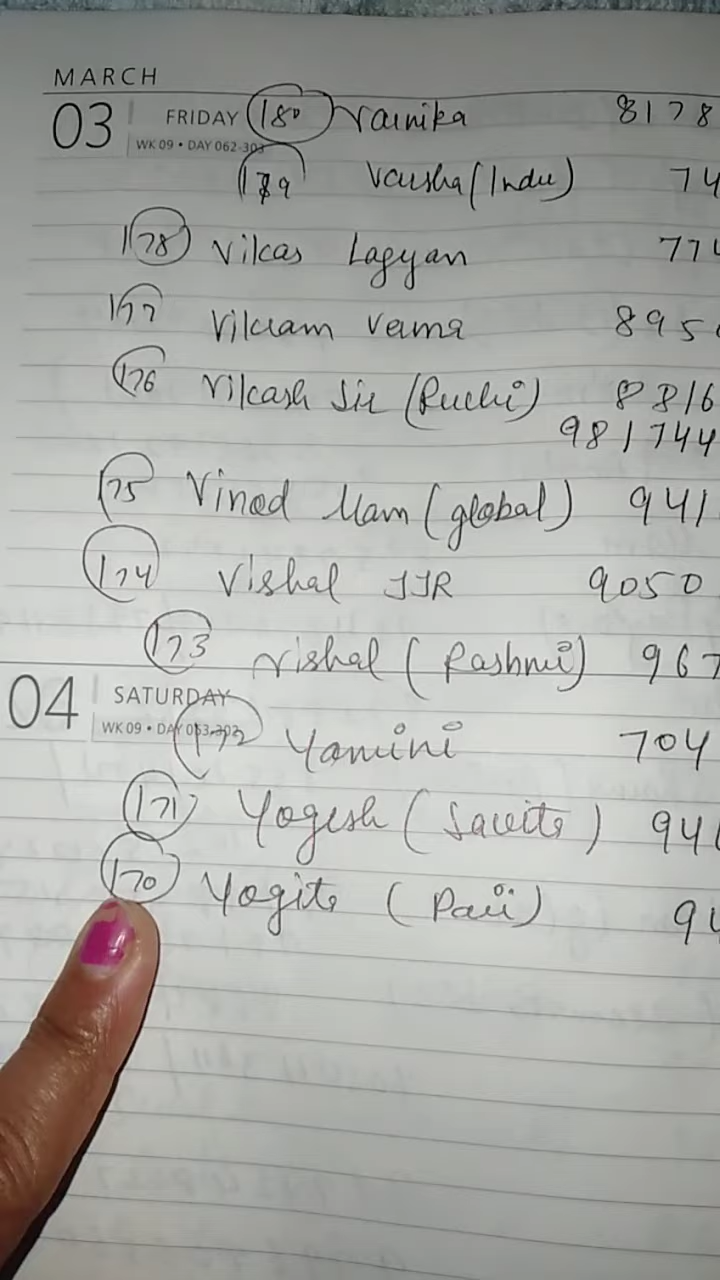 MARCH
03 FRIDAY 180 Vainika 8178
WK 09 • DAY 062-303
179 Varsha (Indu) 74
178 Vikas Lagyan 774
177 Vikram Verma 895
176 Vikash Sir (Ruchi) 8816
981744
175 Vinod Mam (global) 941
174 Vishal JJR 9050
173 Vishal (Rashmi) 967
04 SATURDAY
WK 09 • DAY 063-302 172 Yamini 704
171 Yogesh (Savita) 94
170 Yogita (Pari) 94